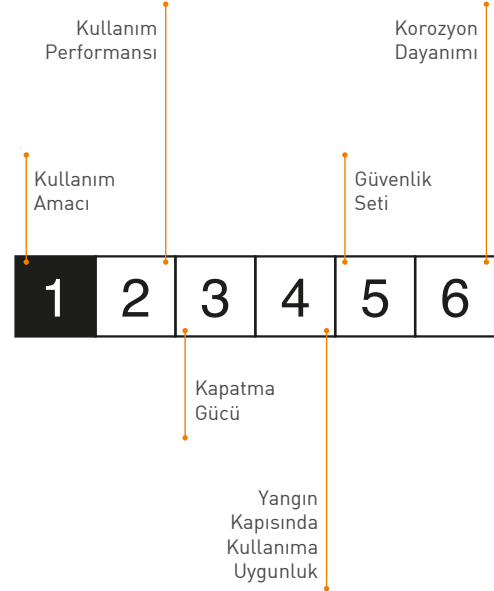 Kullanım
Performansı
Korozyon
Dayanımı
Kullanım
Amacı
Güvenlik
Seti
1 2 3 4 5 6
Kapatma
Gücü
Yangın
Kapısında
Kullanıma
Uygunluk